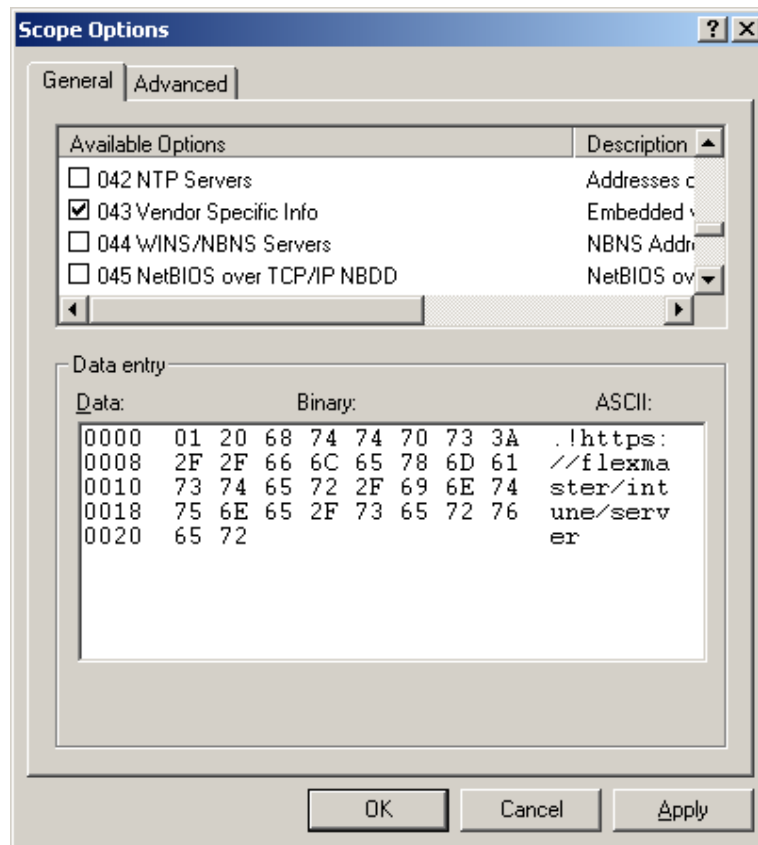 Scope Options
General Advanced
Available Options Description
042 NTP Servers Addresses c
043 Vendor Specific Info Embedded v
044 WINS/NBNS Servers NBNS Addr
045 NetBIOS over TCP/IP NBDD NetBIOS ov
Data entry
Data: Binary: ASCII:
0000 01 20 68 74 74 70 73 3A .!https:
0008 2F 2F 66 6C 65 78 6D 61 //flexma
0010 73 74 65 72 2F 69 6E 74 ster/int
0018 75 6E 65 2F 73 65 72 76 une/serv
0020 65 72 er
OK Cancel Apply